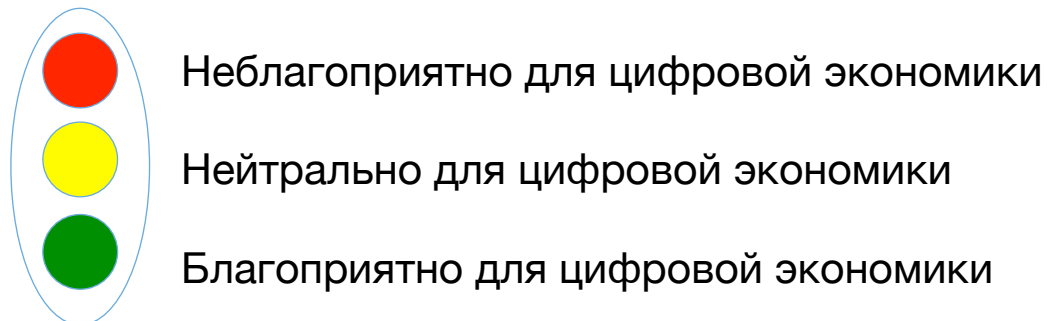 Неблагоприятно для цифровой экономики
Нейтрально для цифровой экономики
Благоприятно для цифровой экономики